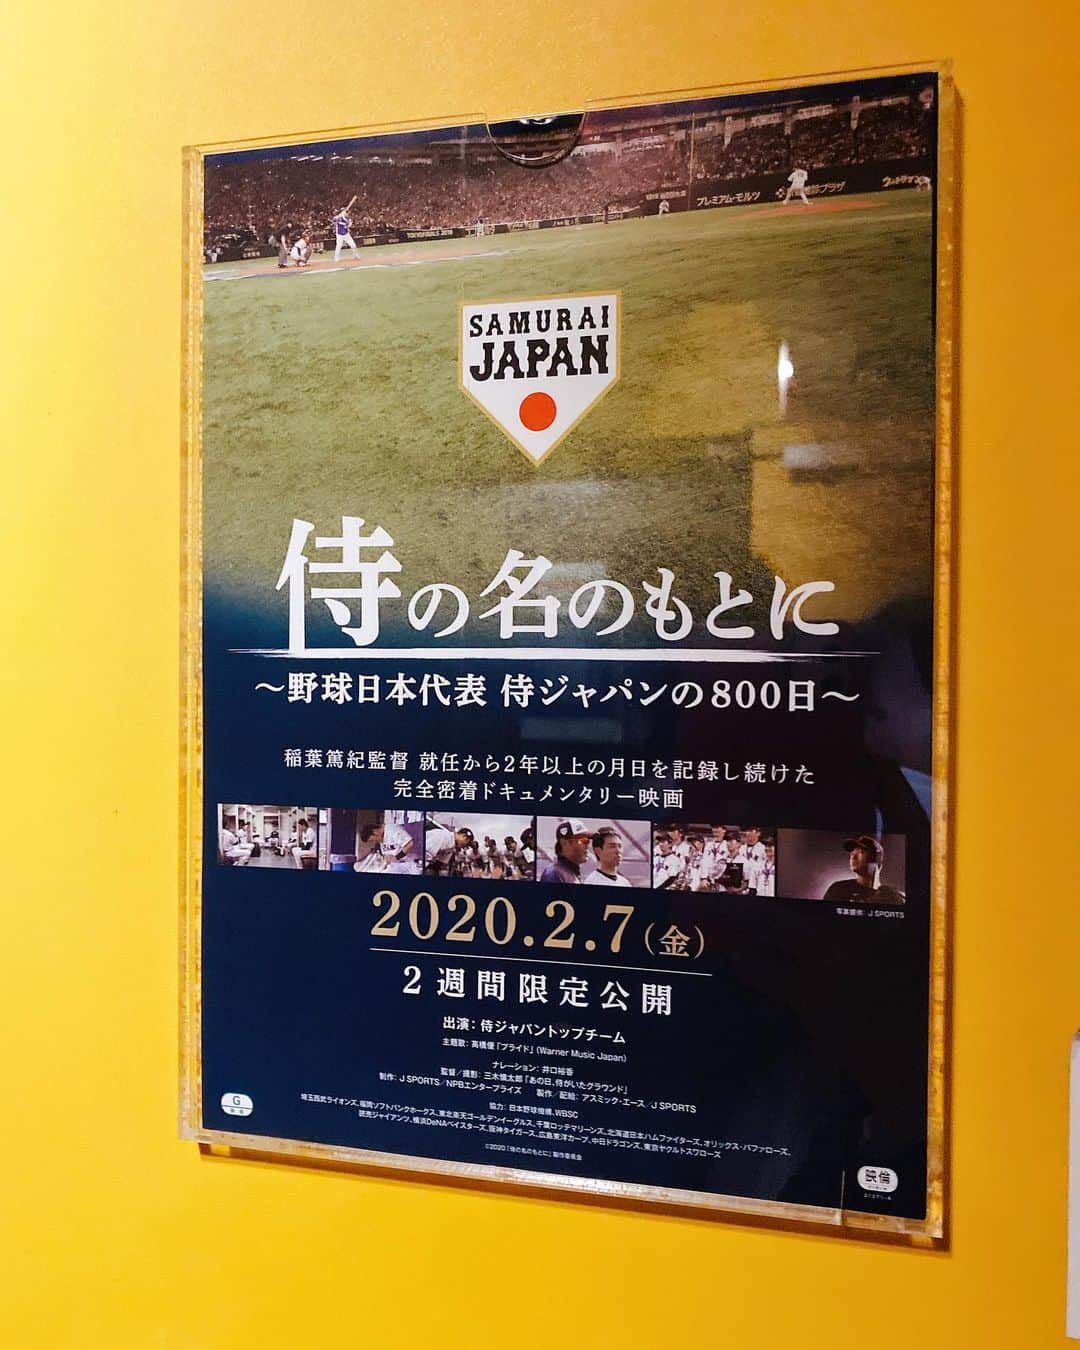 プレミアム・モルツ
SAMURAI
JAPAN
侍の名のもとに
～野球日本代表 侍ジャパンの800日～
稲葉篤紀監督 就任から2年以上の月日を記録し続けた
完全密着ドキュメンタリー映画
写真提供：J SPORTS
2020.2.7(金)
2週間限定公開
出演：侍ジャパントップチーム
主題歌：高橋優「プライド」(Warner Music Japan)
ナレーション：井口裕香
監督／撮影：三木慎太郎「あの日、侍がいたグラウンド」
制作：J SPORTS／NPBエンタープライズ 製作／配給：アスミック・エース／J SPORTS
協力：日本野球機構、WBSC
埼玉西武ライオンズ、福岡ソフトバンクホークス、東北楽天ゴールデンイーグルス、千葉ロッテマリーンズ、北海道日本ハムファイターズ、オリックス・バファローズ、
読売ジャイアンツ、横浜DeNAベイスターズ、阪神タイガース、広島東洋カープ、中日ドラゴンズ、東京ヤクルトスワローズ
©2020「侍の名のもとに」製作委員会
G
映倫